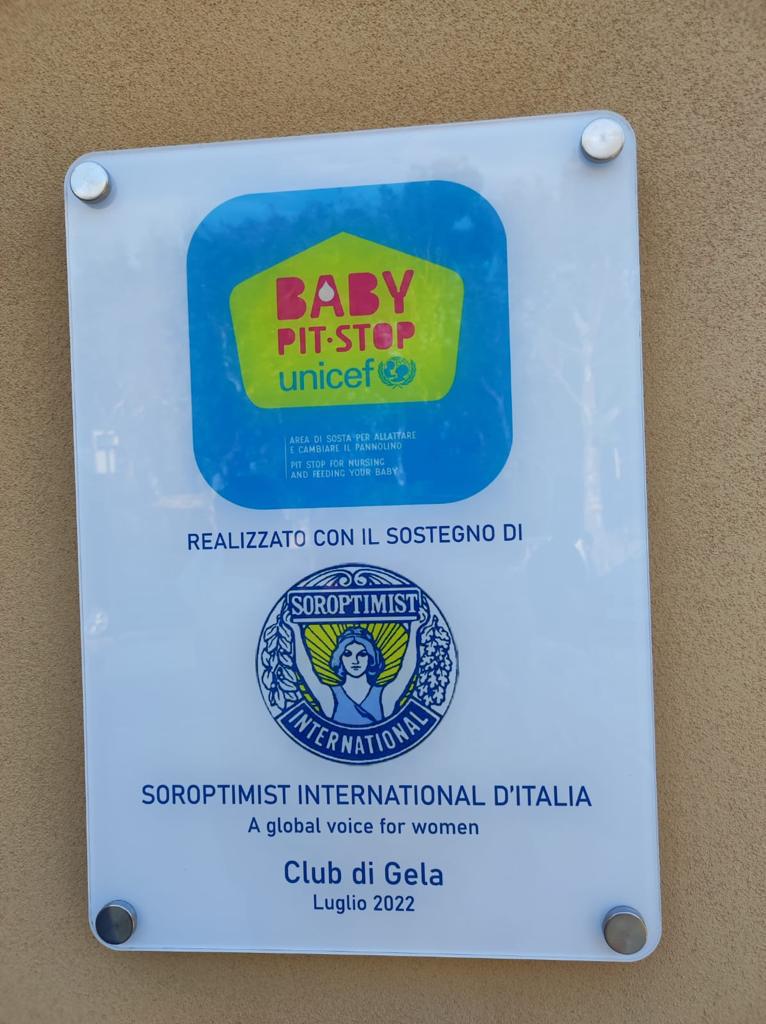 BABY
PIT·STOP
unicef
AREA DI SOSTA PER ALLATTARE
E CAMBIARE IL PANNOLINO
PIT STOP FOR NURSING
AND FEEDING YOUR BABY
REALIZZATO CON IL SOSTEGNO DI
SOROPTIMIST
INTERNATIONAL
SOROPTIMIST INTERNATIONAL D'ITALIA
A global voice for women
Club di Gela
Luglio 2022